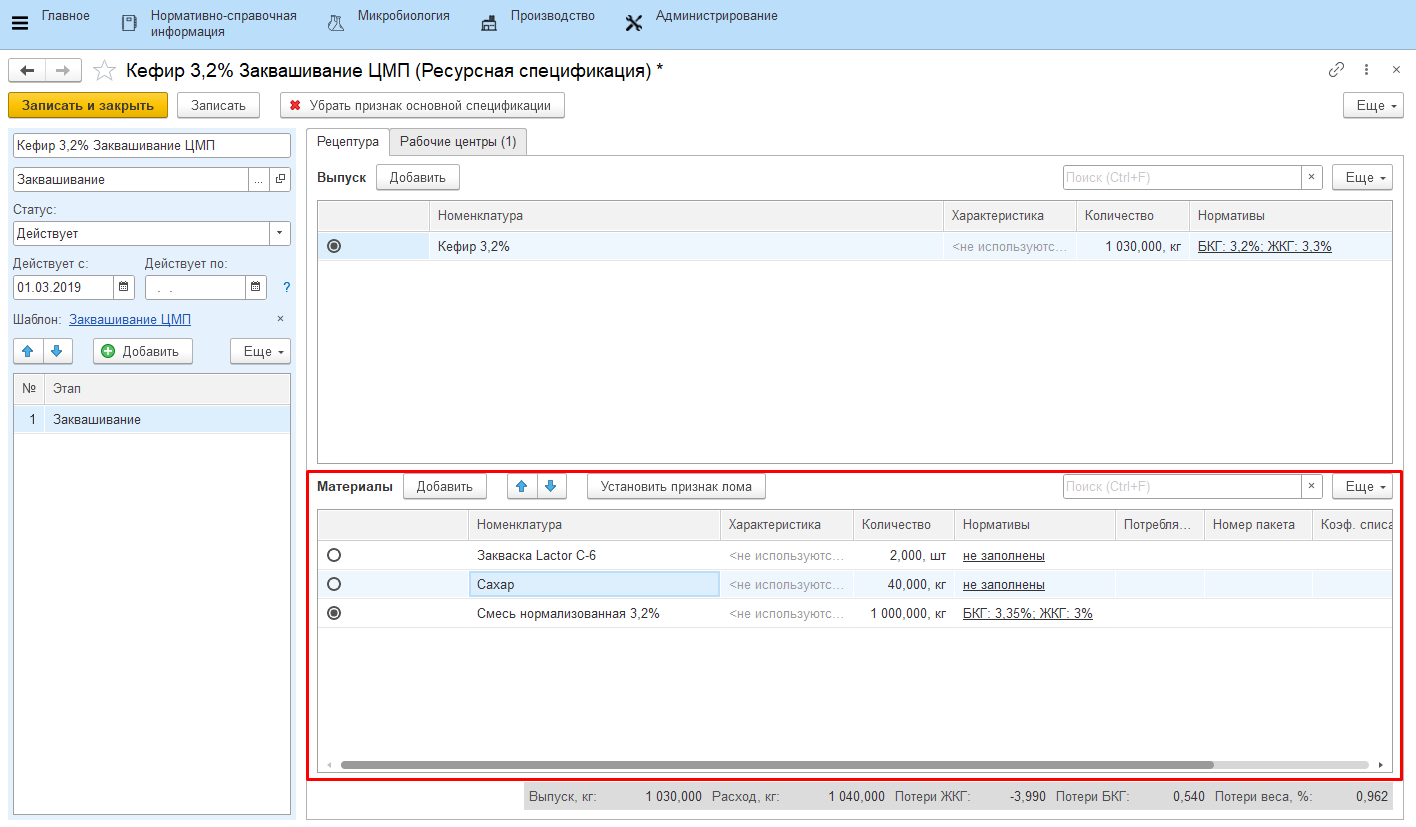 Главное
Нормативно-справочная
информация
Микробиология
Производство
Администрирование
Кефир 3,2% Заквашивание ЦМП (Ресурсная спецификация) *
Записать и закрыть
Записать
Убрать признак основной спецификации
Еще
Кефир 3,2% Заквашивание ЦМП
Заквашивание
...
Статус:
Действует
Действует с:
Действует по:
01.03.2019
. .
?
Шаблон: Заквашивание ЦМП
Добавить
Еще
№ Этап
1 Заквашивание
Рецептура
Рабочие центры (1)
Выпуск
Добавить
Поиск (Ctrl+F)
×
Еще
Номенклатура Характеристика Количество Нормативы
Кефир 3,2% <не используютс... 1 030,000, кг БКГ: 3,2%; ЖКГ: 3,3%
Материалы
Добавить
Установить признак лома
Поиск (Ctrl+F)
×
Еще
Номенклатура Характеристика Количество Нормативы Потребля... Номер пакета Коэф. списа
Закваска Lactor C-6 <не используютс... 2,000, шт не заполнены
Сахар <не используютс... 40,000, кг не заполнены
Смесь нормализованная 3,2% <не используютс... 1 000,000, кг БКГ: 3,35%; ЖКГ: 3%
Выпуск, кг: 1 030,000 Расход, кг: 1 040,000 Потери ЖКГ: -3,990 Потери БКГ: 0,540 Потери веса, %: 0,962